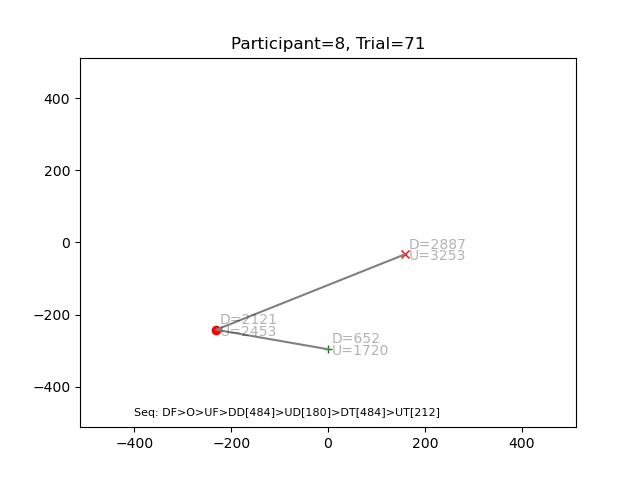 Participant=8, Trial=71
400
200
0
−200
−400
D=2887
U=3253
D=2121
U=2453
D=652
U=1720
Seq: DF>O>UF>DD[484]>UD[180]>DT[484]>UT[212]
−400
−200
0
200
400